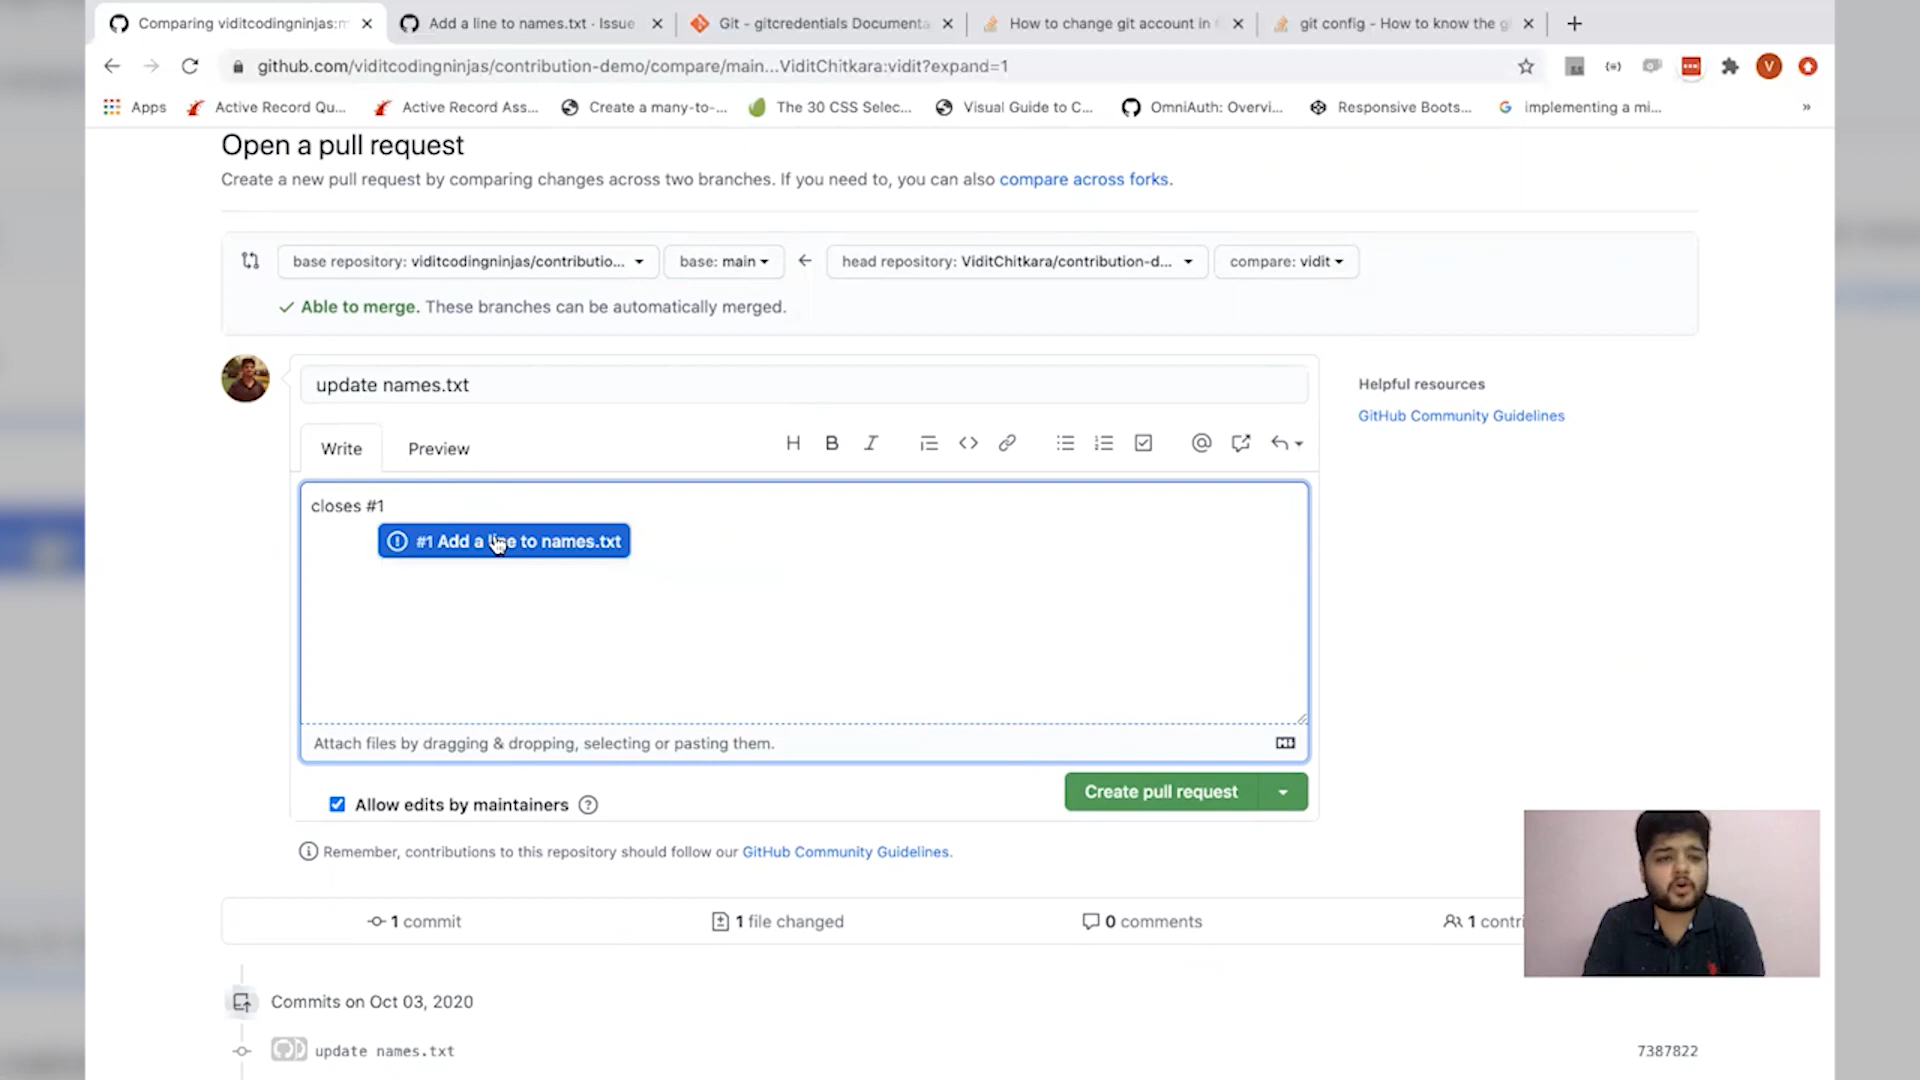 Comparing viditcodingninjas:m
Add a line to names.txt · Issue
Git - gitcredentials Documenta
How to change git account in
git config - How to know the g
github.com/viditcodingninjas/contribution-demo/compare/main...ViditChitkara:vidit?expand=1
V
Apps
Active Record Qu...
Active Record Ass...
Create a many-to-...
The 30 CSS Selec...
Visual Guide to C...
OmniAuth: Overvi...
Responsive Boots...
implementing a mi...
»
Open a pull request
Create a new pull request by comparing changes across two branches. If you need to, you can also compare across forks.
base repository: viditcodingninjas/contributio...
base: main
head repository: ViditChitkara/contribution-d...
compare: vidit
Able to merge. These branches can be automatically merged.
update names.txt
Helpful resources
GitHub Community Guidelines
Write
Preview
closes #1
#1 Add a line to names.txt
Attach files by dragging & dropping, selecting or pasting them.
Allow edits by maintainers
Create pull request
Remember, contributions to this repository should follow our GitHub Community Guidelines.
1 commit
1 file changed
0 comments
1 contri
Commits on Oct 03, 2020
update names.txt
7387822